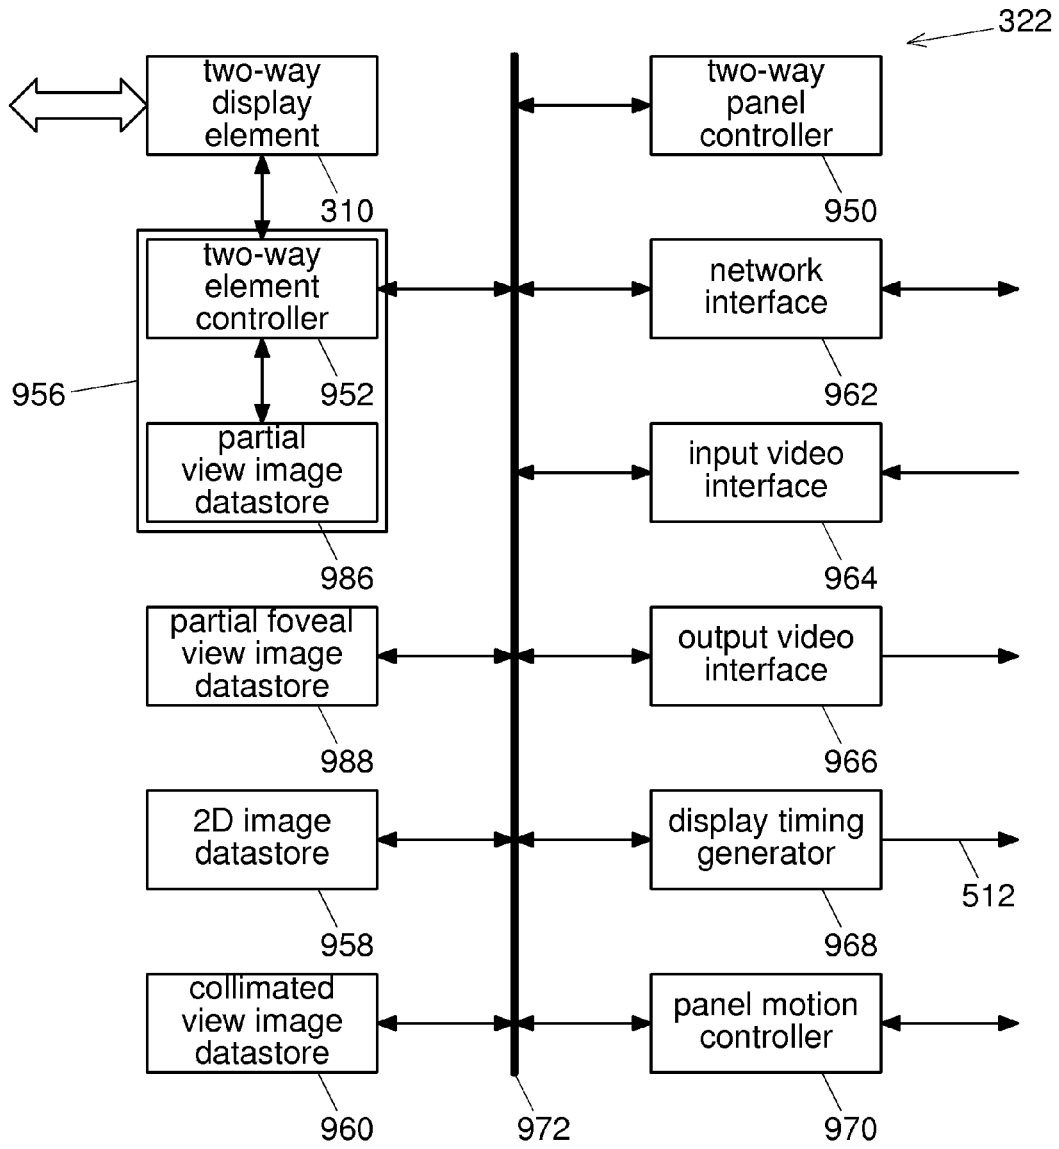 322
two-way
display
element
310
two-way
panel
controller
950
two-way
element
controller
952
956
network
interface
962
partial
view image
datastore
986
input video
interface
964
partial foveal
view image
datastore
988
output video
interface
966
2D image
datastore
958
display timing
generator
512
968
collimated
view image
datastore
960
972
panel motion
controller
970